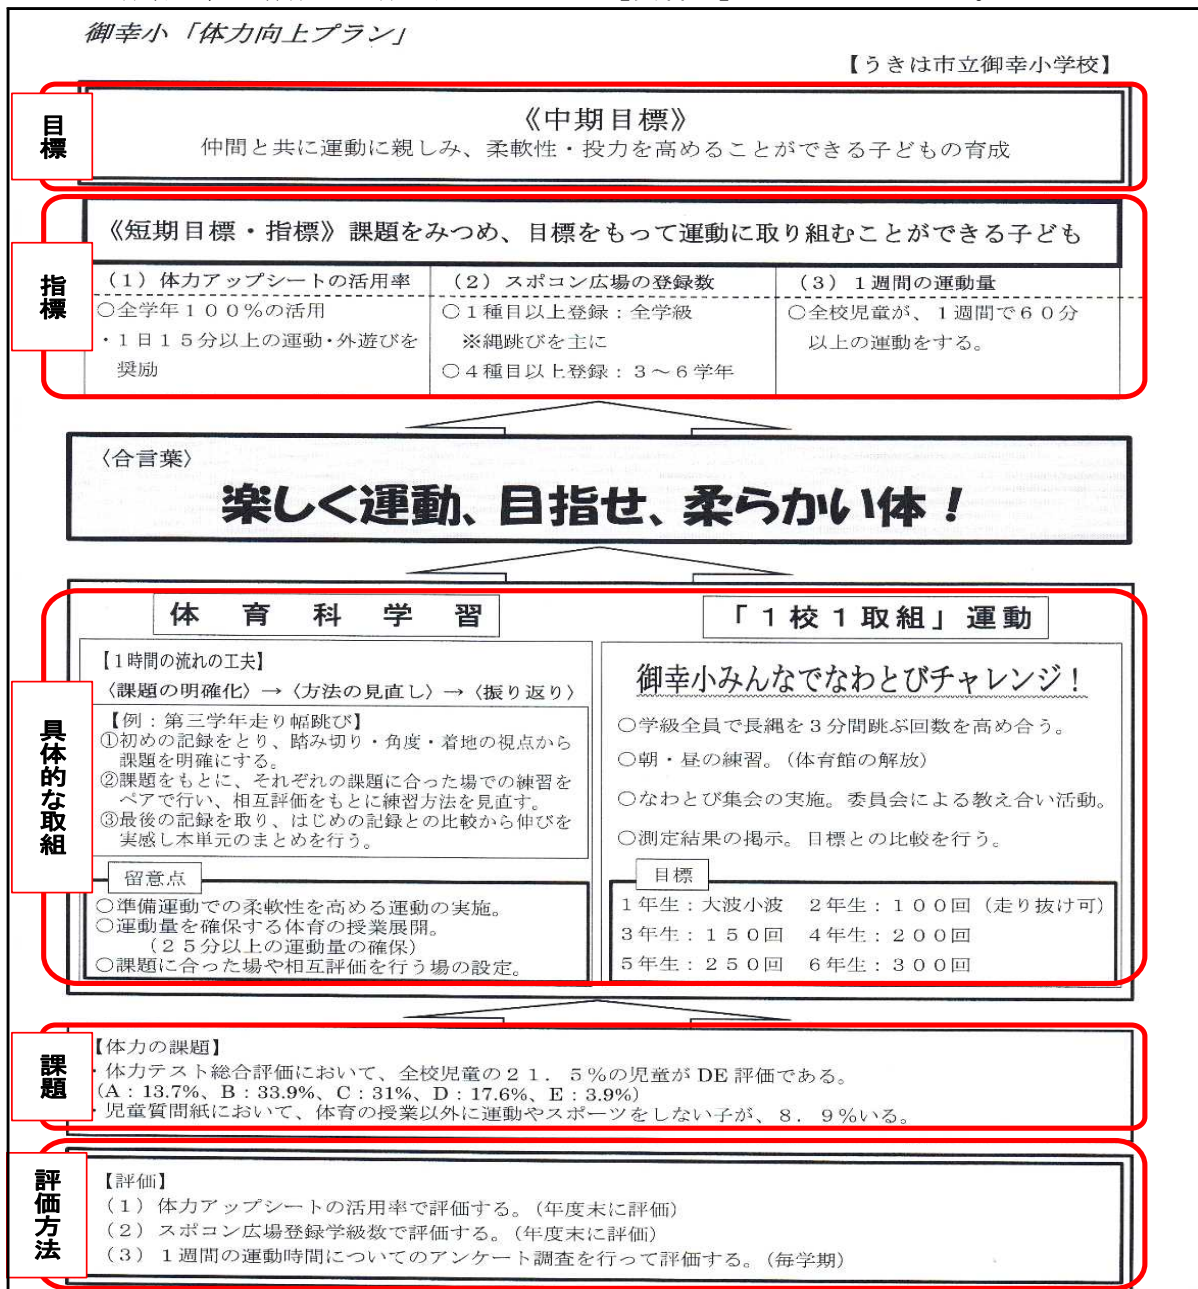 御幸小「体力向上プラン」
【うきは市立御幸小学校】
目標
《中期目標》
仲間と共に運動に親しみ、柔軟性・投力を高めることができる子どもの育成
指標
《短期目標・指標》課題をみつめ、目標をもって運動に取り組むことができる子ども
（１）体力アップシートの活用率
○全学年１００％の活用
・１日１５分以上の運動・外遊びを
奨励
（２）スポコン広場の登録数
○１種目以上登録：全学級
※縄跳びを主に
○４種目以上登録：３～６学年
（３）１週間の運動量
○全校児童が、１週間で６０分
以上の運動をする。
〈合言葉〉
楽しく運動、目指せ、柔らかい体！
具体的な取組
体育科学習
【１時間の流れの工夫】
〈課題の明確化〉→〈方法の見直し〉→〈振り返り〉
【例：第三学年走り幅跳び】
①初めの記録をとり、踏み切り・角度・着地の視点から
課題を明確にする。
②課題をもとに、それぞれの課題に合った場での練習を
ペアで行い、相互評価をもとに練習方法を見直す。
③最後の記録を取り、はじめの記録との比較から伸びを
実感し本単元のまとめを行う。
留意点
○準備運動での柔軟性を高める運動の実施。
○運動量を確保する体育の授業展開。
（２５分以上の運動量の確保）
○課題に合った場や相互評価を行う場の設定。
「１校１取組」運動
御幸小みんなでなわとびチャレンジ！
○学級全員で長縄を３分間跳ぶ回数を高め合う。
○朝・昼の練習。（体育館の解放）
○なわとび集会の実施。委員会による教え合い活動。
○測定結果の掲示。目標との比較を行う。
目標
１年生：大波小波　２年生：１００回（走り抜け可）
３年生：１５０回　４年生：２００回
５年生：２５０回　６年生：３００回
課題
【体力の課題】
・体力テスト総合評価において、全校児童の２１．５％の児童が DE 評価である。
（A：13.7％、B：33.9％、C：31％、D：17.6％、E：3.9％）
・児童質問紙において、体育の授業以外に運動やスポーツをしない子が、８．９％いる。
評価方法
【評価】
（１）体力アップシートの活用率で評価する。（年度末に評価）
（２）スポコン広場登録学級数で評価する。（年度末に評価）
（３）１週間の運動時間についてのアンケート調査を行って評価する。（毎学期）